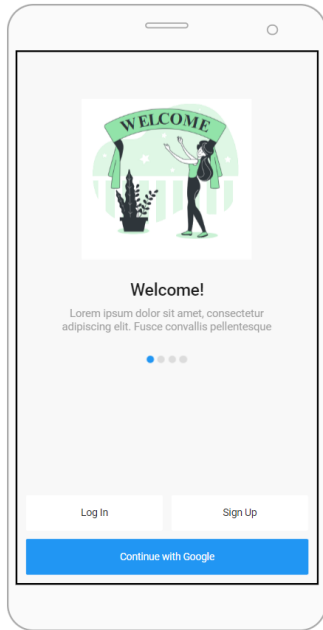 WELCOME
Welcome!
Lorem ipsum dolor sit amet, consectetur
adipiscing elit. Fusce convallis pellentesque
Log In
Sign Up
Continue with Google